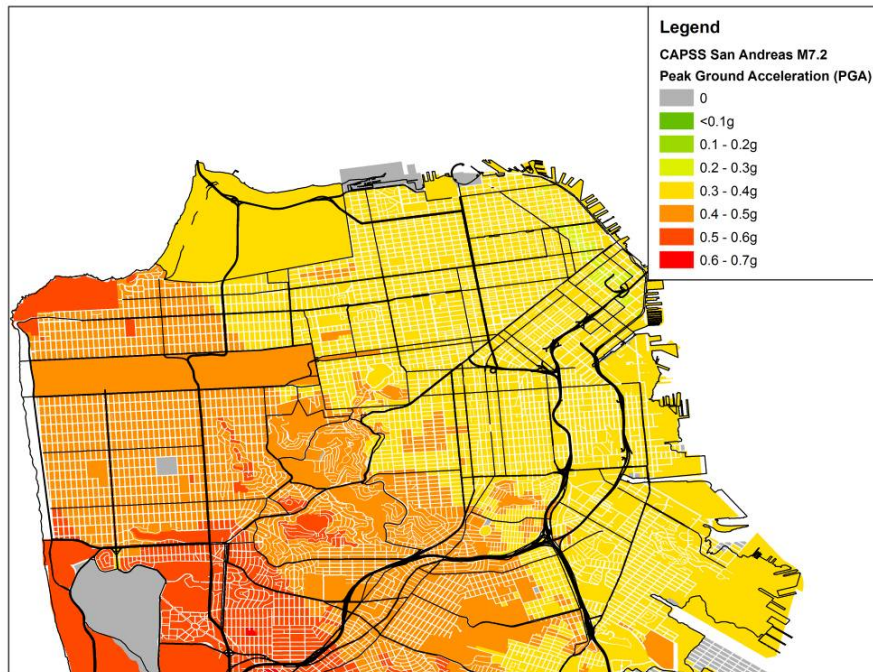 Legend
CAPSS San Andreas M7.2
Peak Ground Acceleration (PGA)
0
<0.1g
0.1 - 0.2g
0.2 - 0.3g
0.3 - 0.4g
0.4 - 0.5g
0.5 - 0.6g
0.6 - 0.7g